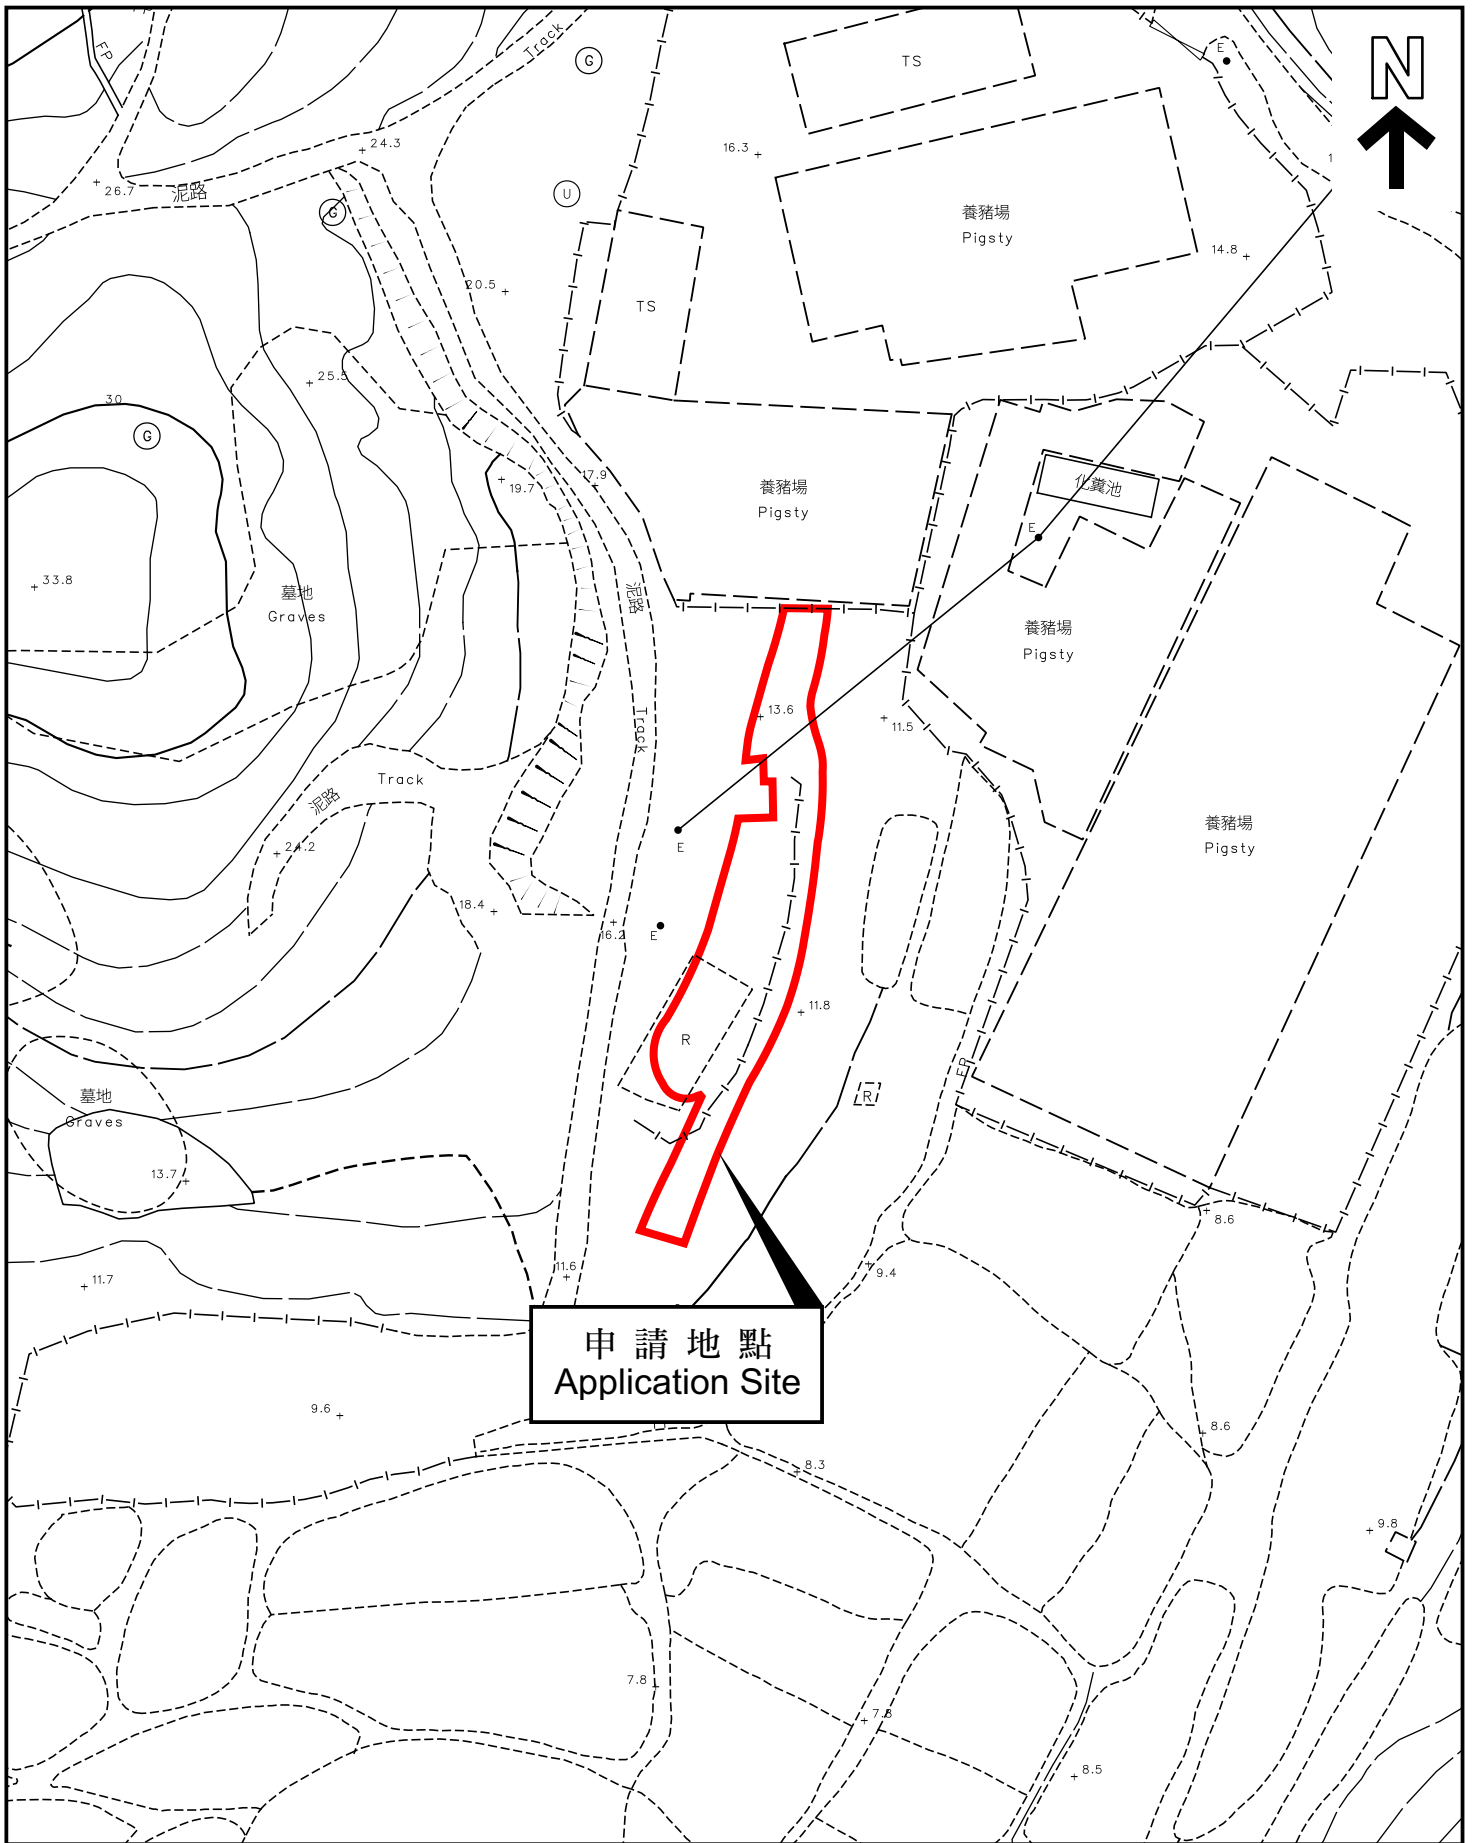 FP
Track
G
TS
E
N
16.3
24.3
26.7
泥路
G
U
養豬場
Pigsty
14.8
20.5
TS
25.5
30
G
17.9
19.7
養豬場
Pigsty
化糞池
E
33.8
墓地
Graves
泥路
養豬場
Pigsty
13.6
11.5
Track
Track
泥路
養豬場
Pigsty
24.2
E
18.4
16.2
E
11.8
R
FP
R
墓地
Graves
13.7
8.6
11.6
11.7
9.4
申請地點
Application Site
9.6
8.6
8.3
9.8
7.8
7.8
8.5